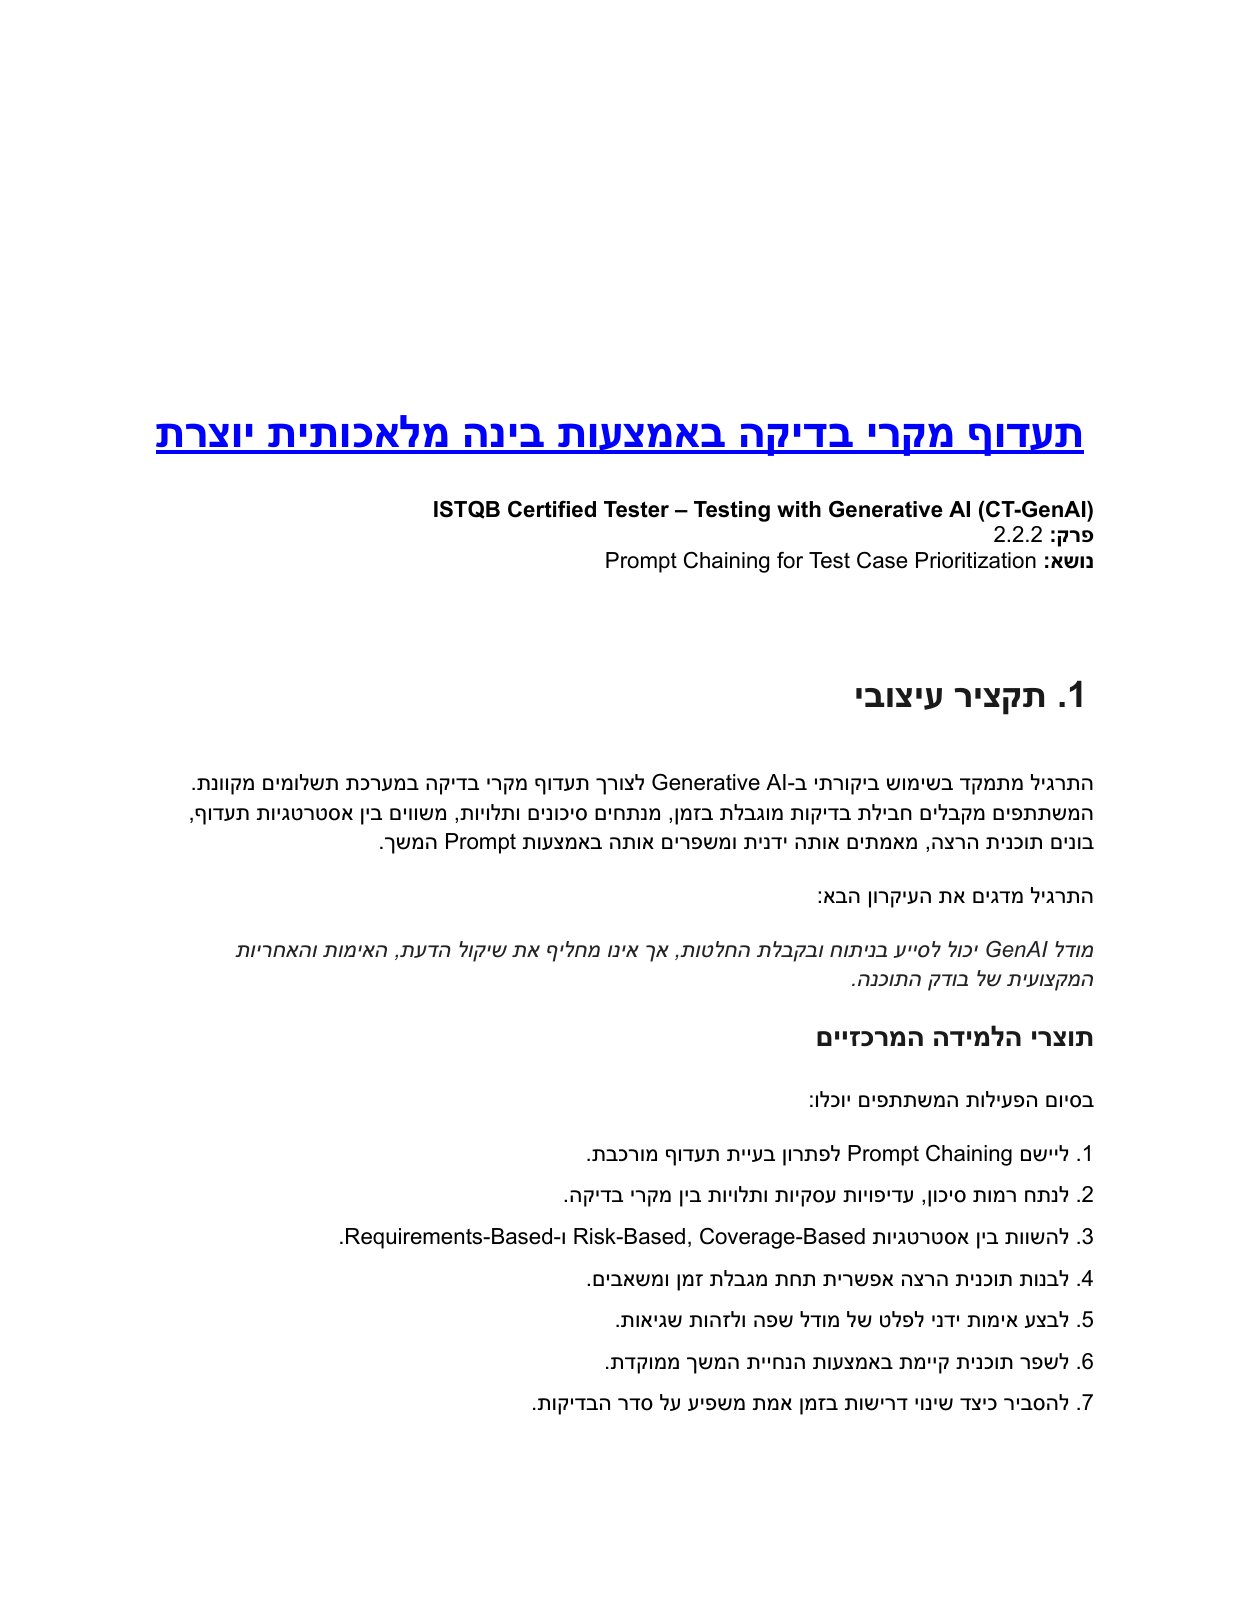 תעדוף מקרי בדיקה באמצעות בינה מלאכותית יוצרת
ISTQB Certified Tester – Testing with Generative AI (CT-GenAI)
פרק: 2.2.2
נושא: Prompt Chaining for Test Case Prioritization
1. תקציר עיצובי
התרגיל מתמקד בשימוש ביקורתי ב-Generative AI לצורך תעדוף מקרי בדיקה במערכת תשלומים מקוונת.
המשתתפים מקבלים חבילת בדיקות מוגבלת בזמן, מנתחים סיכונים ותלויות, משווים בין אסטרטגיות תעדוף,
בונים תוכנית הרצה, מאמתים אותה ידנית ומשפרים אותה באמצעות Prompt המשך.
התרגיל מדגים את העיקרון הבא:
מודל GenAI יכול לסייע בניתוח ובקבלת החלטות, אך אינו מחליף את שיקול הדעת, האימות והאחריות
המקצועית של בודק התוכנה.
תוצרי הלמידה המרכזיים
בסיום הפעילות המשתתפים יוכלו:
1. ליישם Prompt Chaining לפתרון בעיית תעדוף מורכבת.
2. לנתח רמות סיכון, עדיפויות עסקיות ותלויות בין מקרי בדיקה.
3. להשוות בין אסטרטגיות Risk-Based, Coverage-Based ו-Requirements-Based.
4. לבנות תוכנית הרצה אפשרית תחת מגבלת זמן ומשאבים.
5. לבצע אימות ידני לפלט של מודל שפה ולזהות שגיאות.
6. לשפר תוכנית קיימת באמצעות הנחיית המשך ממוקדת.
7. להסביר כיצד שינוי דרישות בזמן אמת משפיע על סדר הבדיקות.